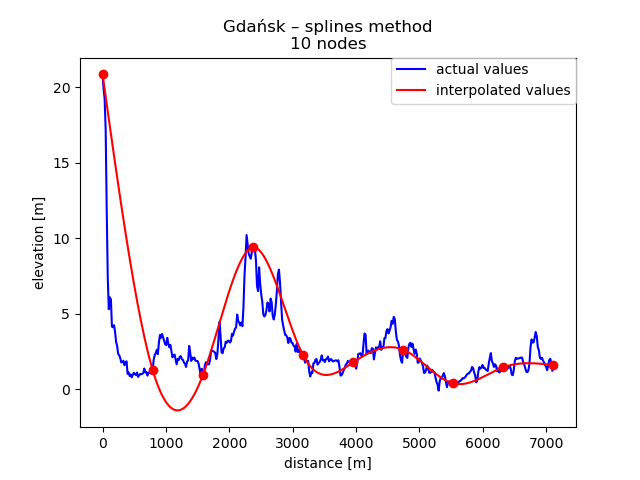 Gdańsk – splines method
10 nodes
actual values
interpolated values
elevation [m]
20
15
10
5
0
0 1000 2000 3000 4000 5000 6000 7000
distance [m]